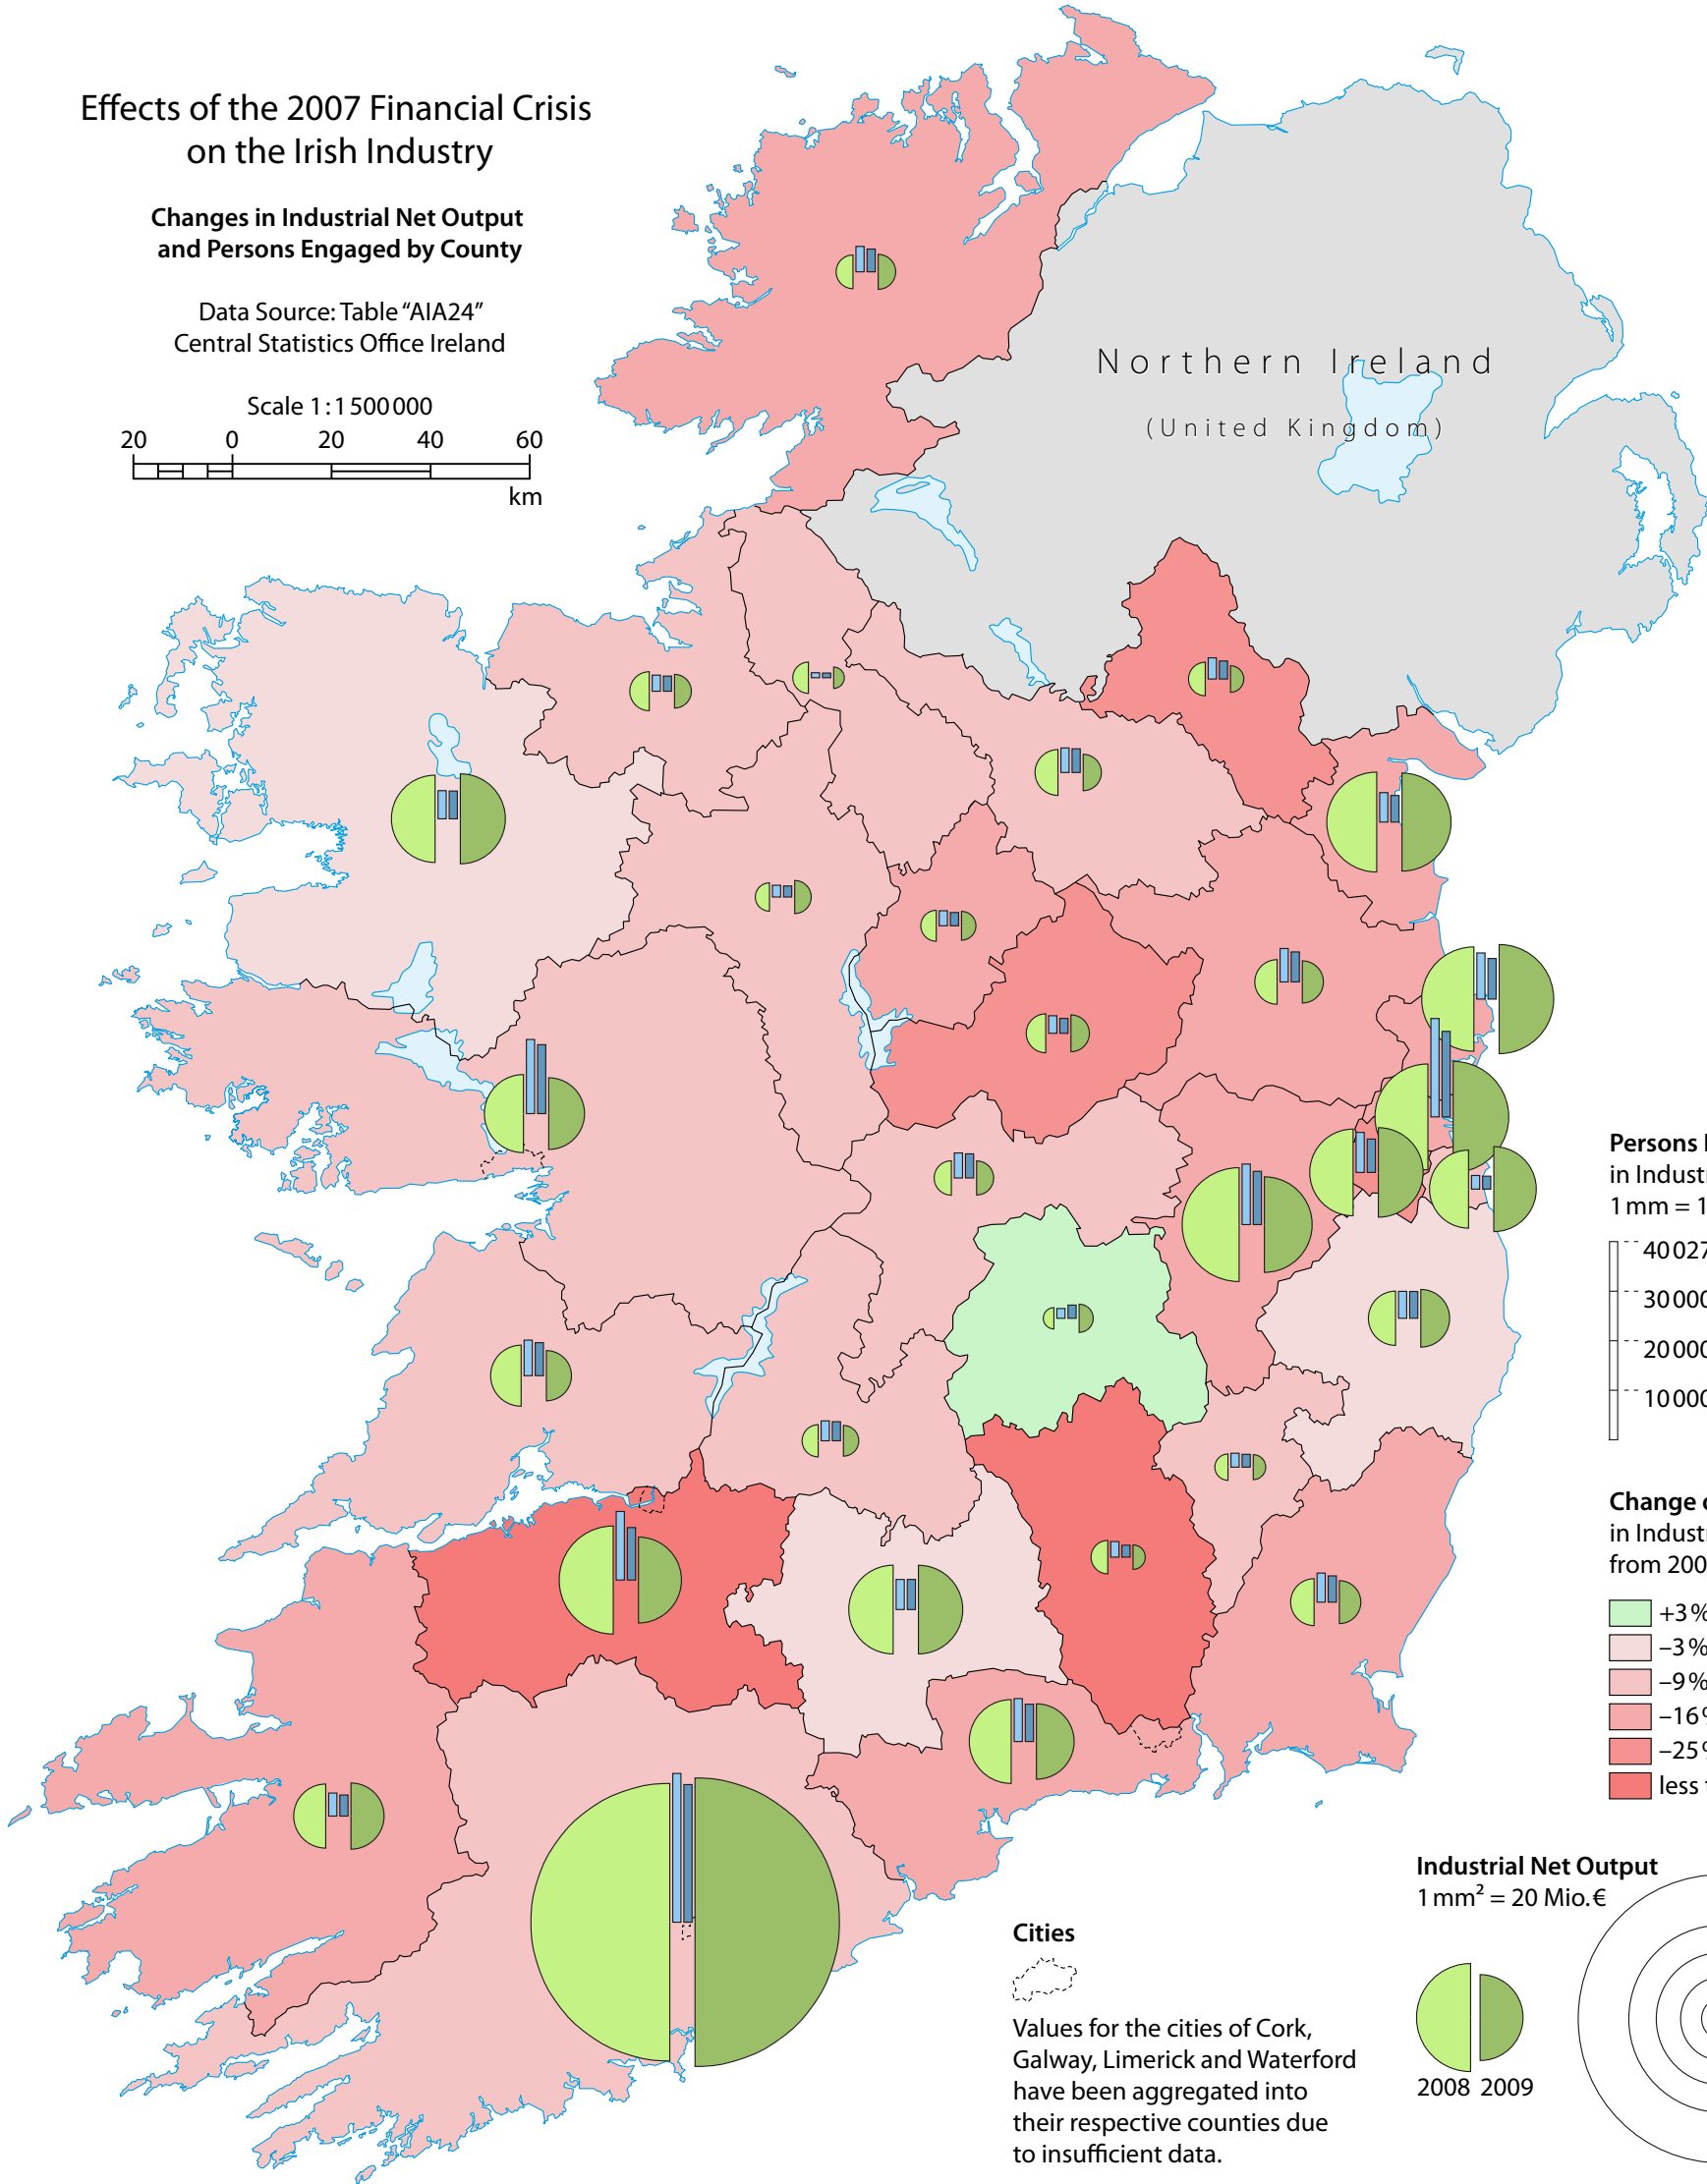 Effects of the 2007 Financial Crisis
on the Irish Industry
Changes in Industrial Net Output
and Persons Engaged by County
Data Source: Table “AIA24”
Central Statistics Office Ireland
Scale 1 : 1 500 000
20 0 20 40 60
km
Northern Ireland
(United Kingdom)
Persons
in Industr
1 mm = 1
40 027
30 000
20 000
10 000
Change
in Industr
from 200
+3 %
–3 %
–9 %
–16 %
–25 %
less
Industrial Net Output
1 mm² = 20 Mio. €
2008 2009
Cities
Values for the cities of Cork,
Galway, Limerick and Waterford
have been aggregated into
their respective counties due
to insufficient data.